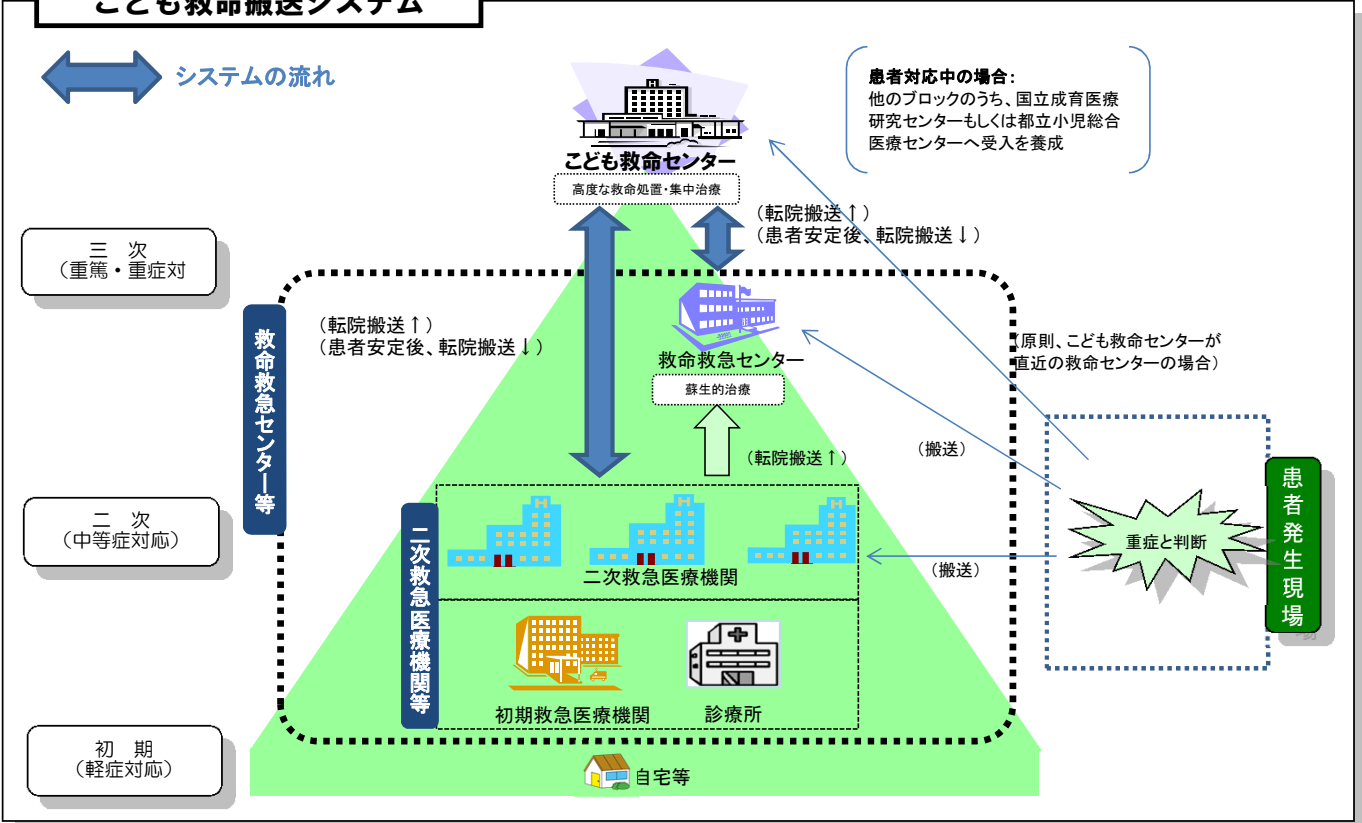 こども救命搬送システム
システムの流れ
患者対応中の場合：
他のブロックのうち、国立成育医療
研究センターもしくは都立小児総合
医療センターへ受入を養成
こども救命センター
高度な救命処置・集中治療
（転院搬送↑）
（患者安定後、転院搬送↓）
三　次
（重篤・重症対
救命救急センター等
（転院搬送↑）
（患者安定後、転院搬送↓）
救命救急センター
蘇生的治療
（原則、こども救命センターが
直近の救命センターの場合）
（転院搬送↑）
（搬送）
二　次
（中等症対応）
二次救急医療機関等
H
H
H
二次救急医療機関
（搬送）
重症と判断
患者発生現場
初期救急医療機関
診療所
初　期
（軽症対応）
自宅等